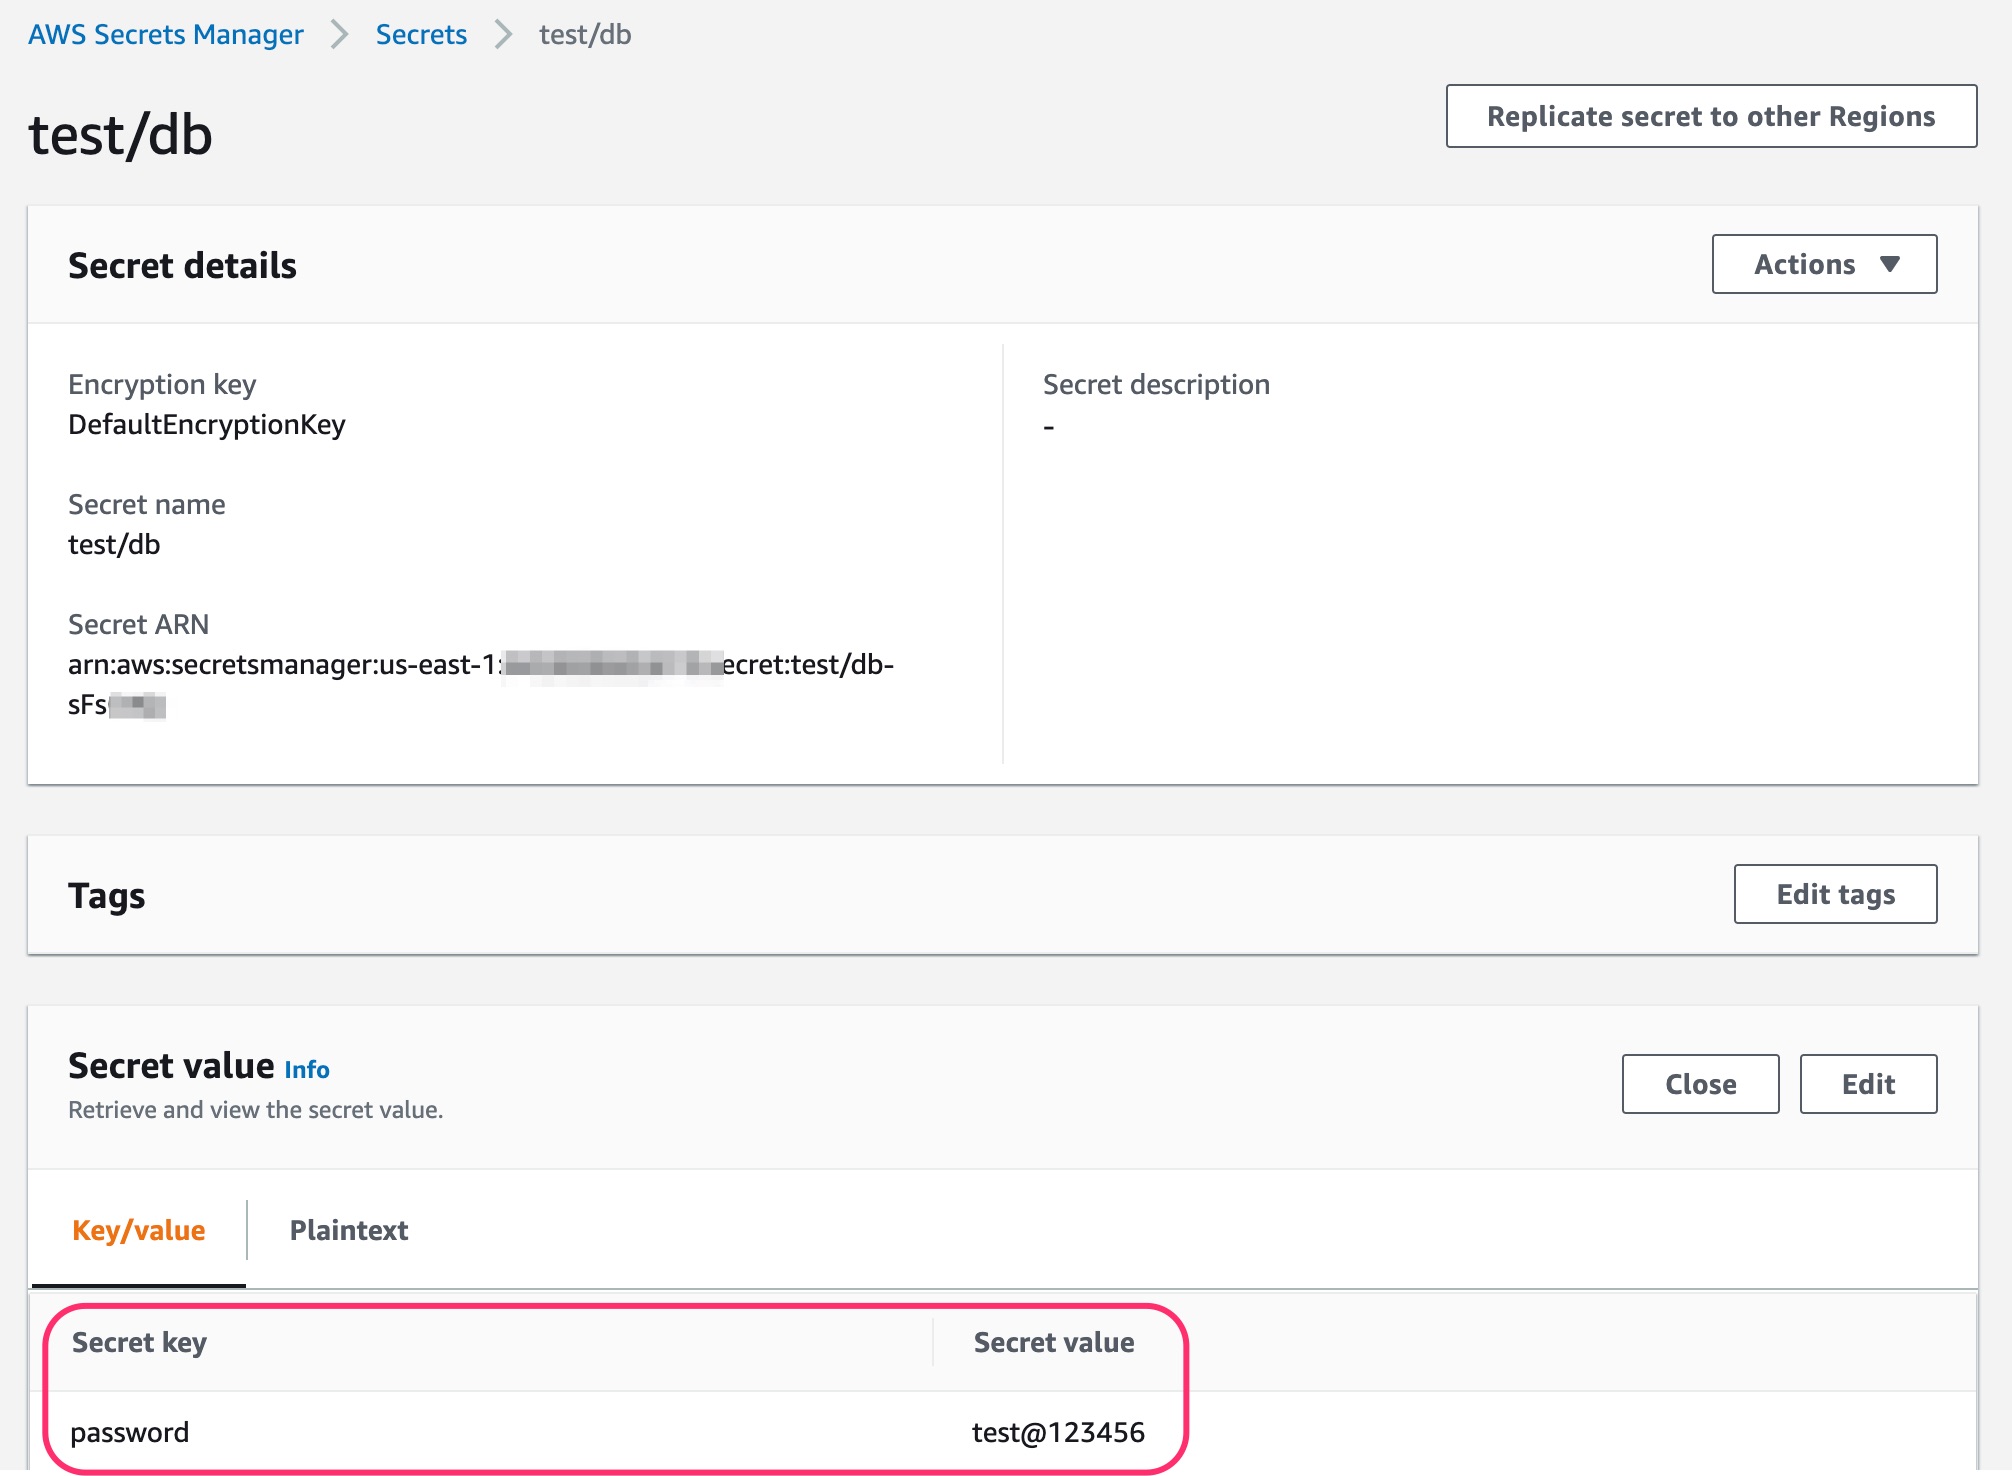 AWS Secrets Manager > Secrets > test/db
test/db
Replicate secret to other Regions
Secret details
Actions
Encryption key
DefaultEncryptionKey
Secret name
test/db
Secret ARN
arn:aws:secretsmanager:us-east-1: ecret:test/db-
sFs
Secret description
-
Tags
Edit tags
Secret value Info
Retrieve and view the secret value.
Close
Edit
Key/value
Plaintext
Secret key
Secret value
password
test@123456